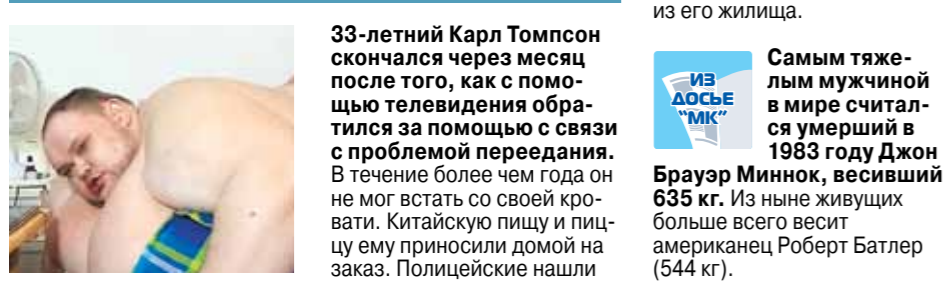 33-летний Карл Томпсон
скончался через месяц
после того, как с помо-
щью телевидения обра-
тился за помощью с связи
с проблемой переедания.
В течение более чем года он
не мог встать со своей кро-
вати. Китайскую пищу и пиц-
цу ему приносили домой на
заказ. Полицейские нашли
из его жилища.
ИЗ
ДОСЬЕ
"МК"
Самым тяже-
лым мужчиной
в мире считал-
ся умерший в
1983 году Джон
Брауэр Миннок, весивший
635 кг. Из ныне живущих
больше всего весит
американец Роберт Батлер
(544 кг).